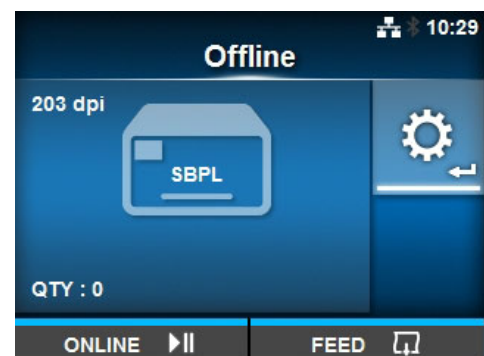 10:29
Offline
203 dpi
SBPL
QTY : 0
ONLINE FEED